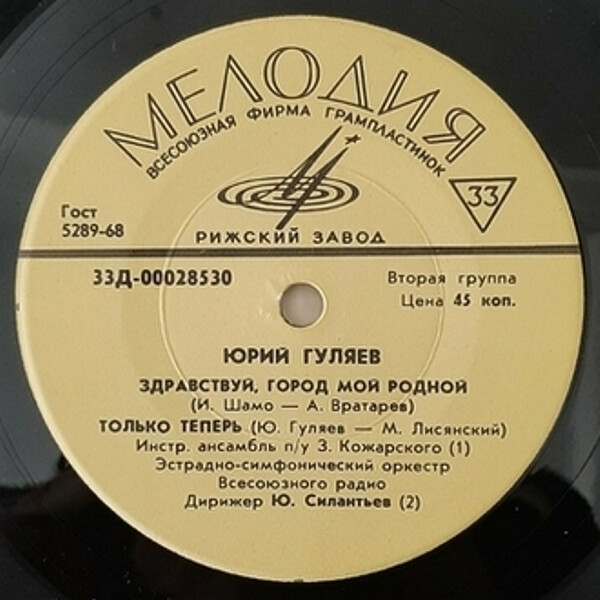 МЕЛОДИЯ
ВСЕСОЮЗНАЯ ФИРМА ГРАМПЛАСТИНОК
33
Гост
5289-68
РИЖСКИЙ ЗАВОД
33Д-00028530
Вторая группа
Цена 45 коп.
ЮРИЙ ГУЛЯЕВ
ЗДРАВСТВУЙ, ГОРОД МОЙ РОДНОЙ
(И. Шамо — А. Вратарев)
ТОЛЬКО ТЕПЕРЬ (Ю. Гуляев — М. Лисянский)
Инстр. ансамбль п/у З. Кожарского (1)
Эстрадно-симфонический оркестр
Всесоюзного радио
Дирижер Ю. Силантьев (2)